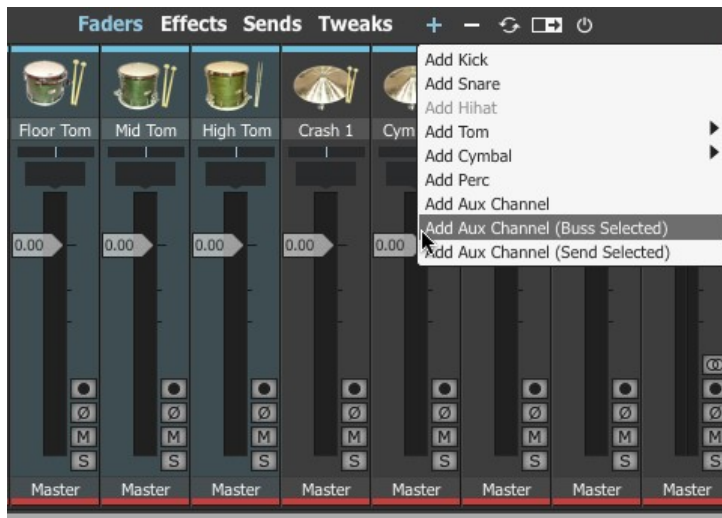 Faders Effects Sends Tweaks
Add Kick
Add Snare
Add Hihat
Add Tom
Add Cymbal
Add Perc
Add Aux Channel
Add Aux Channel (Buss Selected)
Add Aux Channel (Send Selected)
Floor Tom Mid Tom High Tom Crash 1 Cym
0.00 0.00 0.00 0.00 0.00
Ø Ø Ø Ø Ø Ø Ø Ø
M M M M M M M M
S S S S S S S S
Master Master Master Master Master Master Master Master